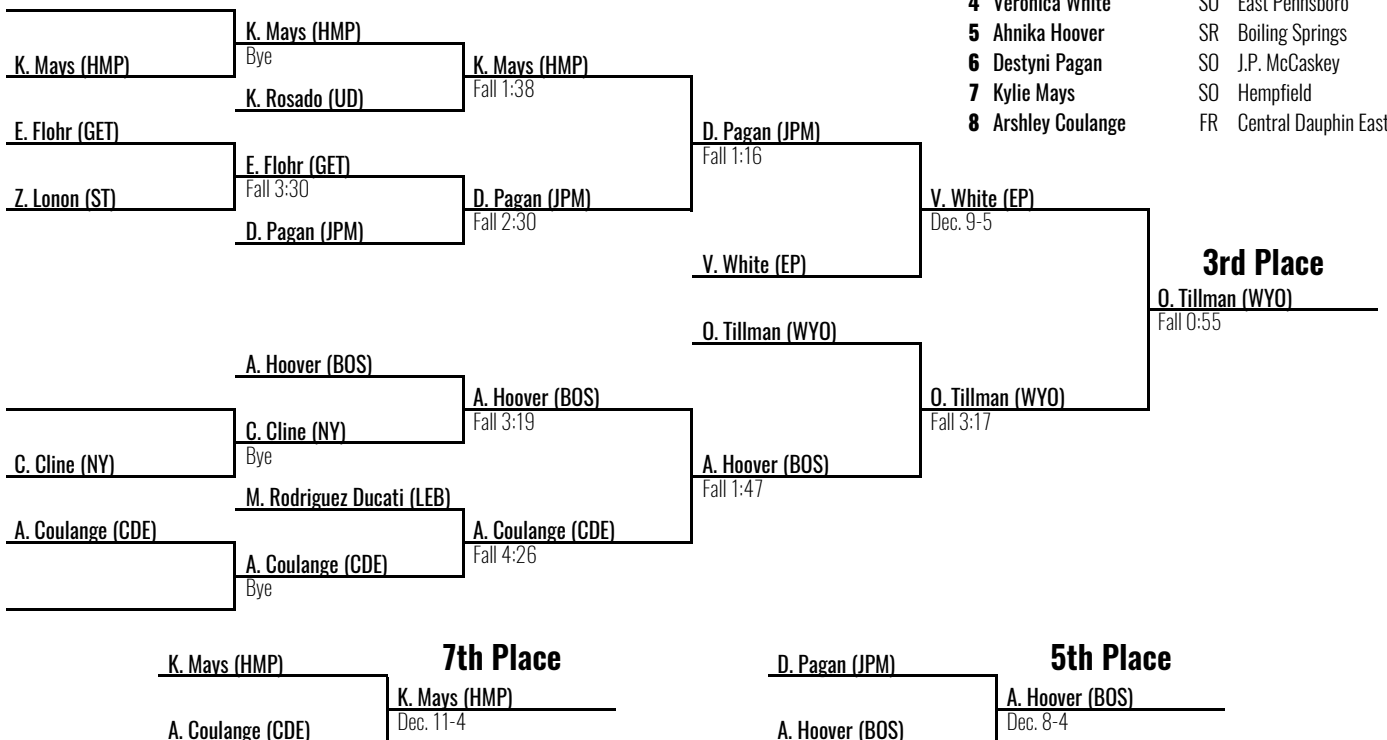 4 Veronica White SO East Pennsboro
5 Ahnika Hoover SR Boiling Springs
6 Destyni Pagan SO J.P. McCaskey
7 Kylie Mays SO Hempfield
8 Arshley Coulange FR Central Dauphin East
K. Mays (HMP)
K. Mays (HMP)
Bye
K. Rosado (UD)
K. Mays (HMP)
Fall 1:38
E. Flohr (GET)
Z. Lonon (ST)
E. Flohr (GET)
Fall 3:30
D. Pagan (JPM)
D. Pagan (JPM)
Fall 2:30
D. Pagan (JPM)
Fall 1:16
V. White (EP)
V. White (EP)
Dec. 9-5
3rd Place
O. Tillman (WYO)
Fall 0:55
O. Tillman (WYO)
O. Tillman (WYO)
Fall 3:17
A. Hoover (BOS)
C. Cline (NY)
C. Cline (NY)
Bye
A. Hoover (BOS)
Fall 3:19
A. Hoover (BOS)
Fall 1:47
M. Rodriguez Ducati (LEB)
A. Coulange (CDE)
A. Coulange (CDE)
Bye
A. Coulange (CDE)
Fall 4:26
7th Place
K. Mays (HMP)
A. Coulange (CDE)
K. Mays (HMP)
Dec. 11-4
5th Place
D. Pagan (JPM)
A. Hoover (BOS)
A. Hoover (BOS)
Dec. 8-4